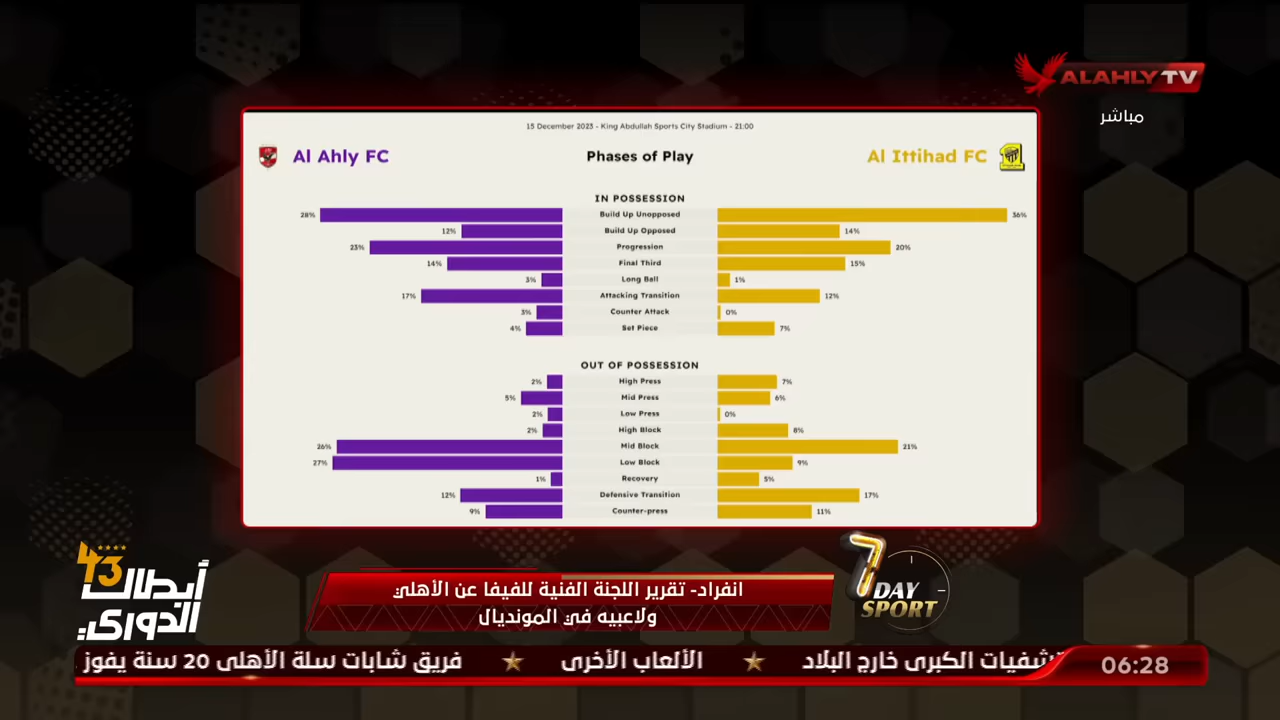 ALAHLY TV
مباشر
15 December 2023 - King Abdullah Sports City Stadium - 21:00
Al Ahly FC
Phases of Play
Al Ittihad FC
IN POSSESSION
28% Build Up Unopposed 36%
12% Build Up Opposed 14%
23% Progression 20%
14% Final Third 15%
3% Long Ball 1%
17% Attacking Transition 12%
3% Counter Attack 0%
4% Set Piece 7%
OUT OF POSSESSION
2% High Press 7%
5% Mid Press 6%
2% Low Press 0%
2% High Block 8%
26% Mid Block 21%
27% Low Block 9%
1% Recovery 5%
12% Defensive Transition 17%
9% Counter-press 11%
43
أبطال
الدوري
انفراد- تقرير اللجنة الفنية للفيفا عن الأهلي
ولاعبيه في المونديال
7 DAY
SPORT
الكبرى خارج البلاد ★ الألعاب الأخرى ★ فريق شابات سلة الأهلى 20 سنة يفوز
06:28